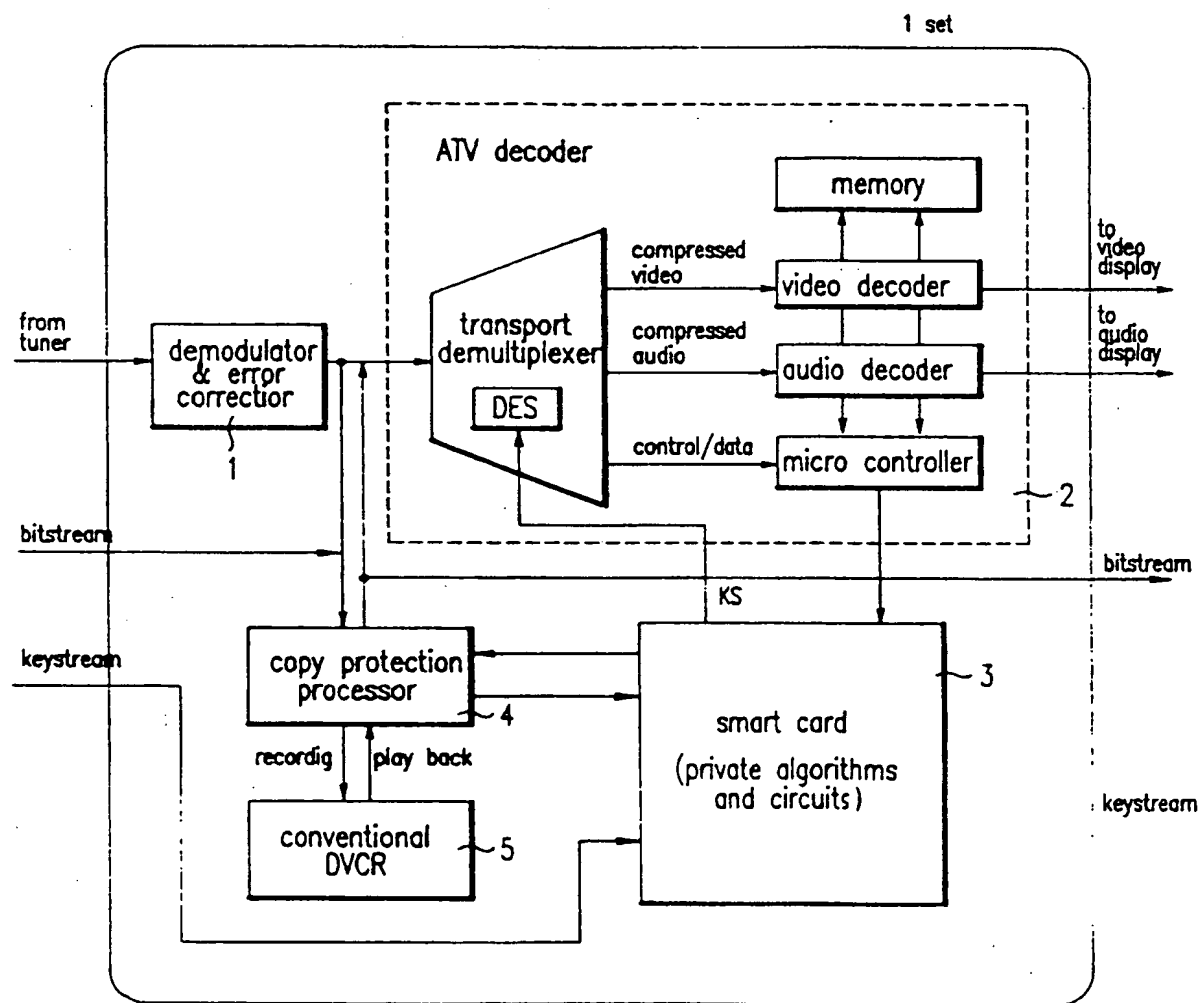 1 set
ATV decoder
memory
to
video
display
compressed
video
video decoder
from
tuner
demodulator
& error
correctior
1
transport
demultiplexer
compressed
audio
audio decoder
to
audio
display
DES
control/data
micro controller
2
bitstream
bitstream
KS
keystream
copy protection
processor
4
3
smart card
(private algorithms
and circuits)
recordig
play back
keystream
conventional
DVCR
5